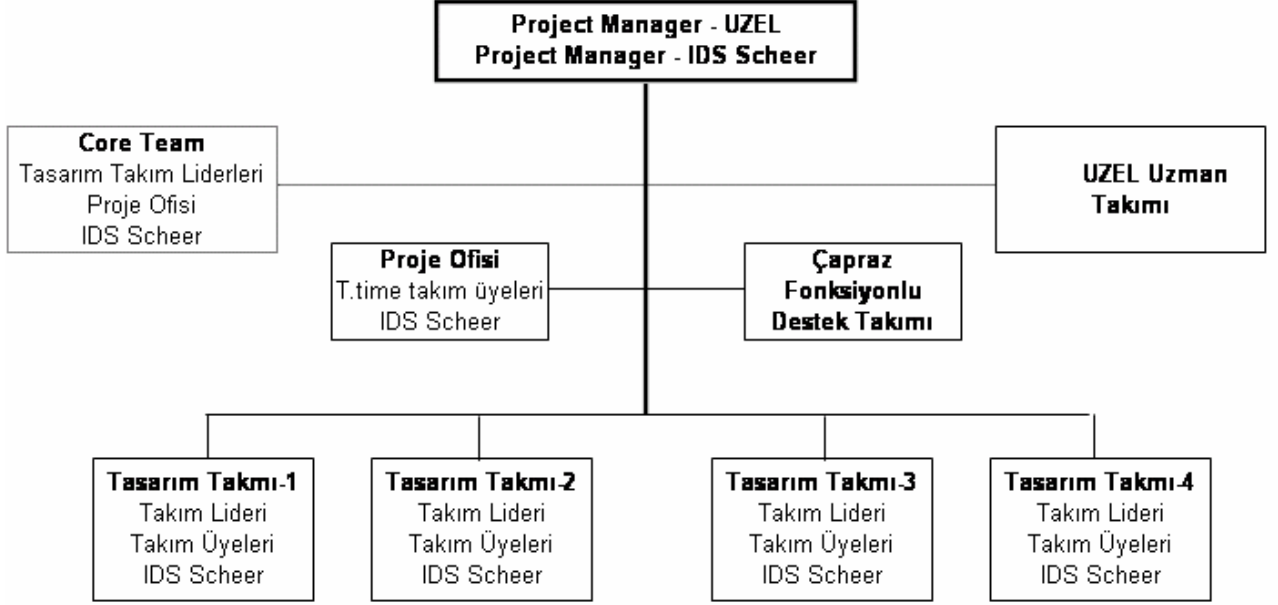 Project Manager - UZEL
Project Manager - IDS Scheer
Core Team
Tasarım Takım Liderleri
Proje Ofisi
IDS Scheer
UZEL Uzman
Takımı
Proje Ofisi
T.time takım üyeleri
IDS Scheer
Çapraz
Fonksiyonlu
Destek Takımı
Tasarım Takmı-1
Takım Lideri
Takım Üyeleri
IDS Scheer
Tasarım Takmı-2
Takım Lideri
Takım Üyeleri
IDS Scheer
Tasarım Takmı-3
Takım Lideri
Takım Üyeleri
IDS Scheer
Tasarım Takmı-4
Takım Lideri
Takım Üyeleri
IDS Scheer